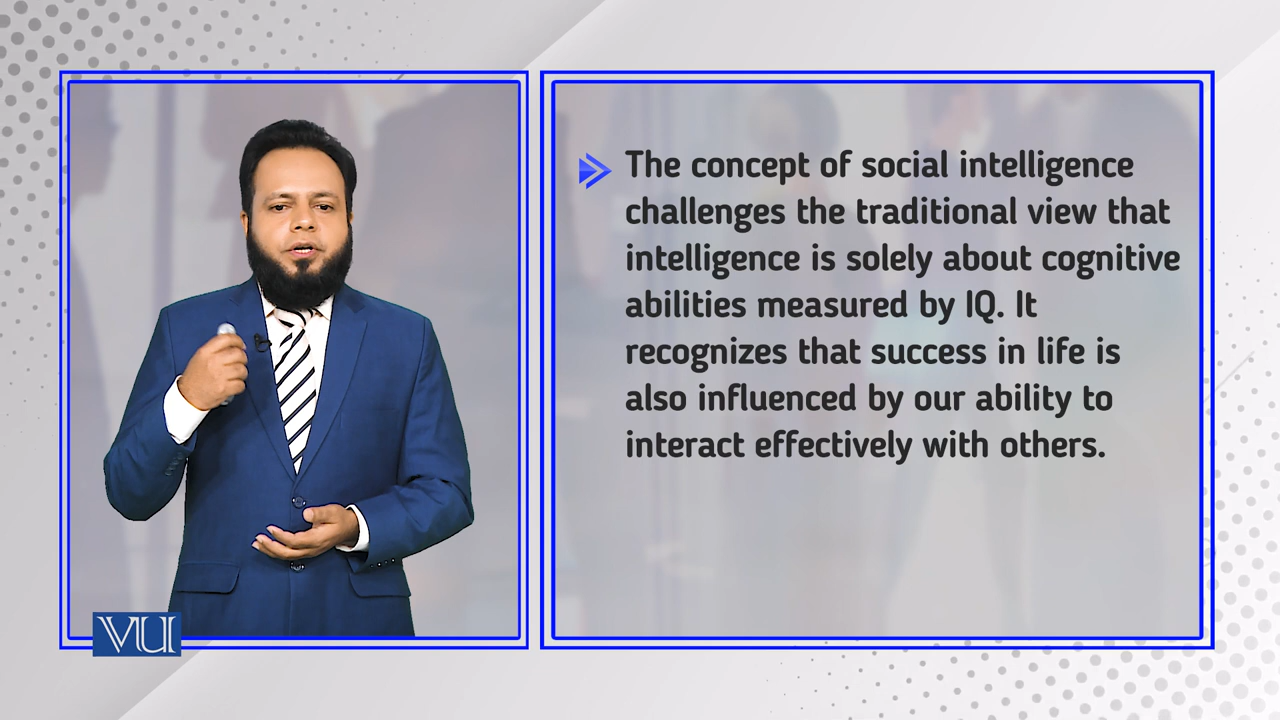 The concept of social intelligence
challenges the traditional view that
intelligence is solely about cognitive
abilities measured by IQ. It
recognizes that success in life is
also influenced by our ability to
interact effectively with others.
VU